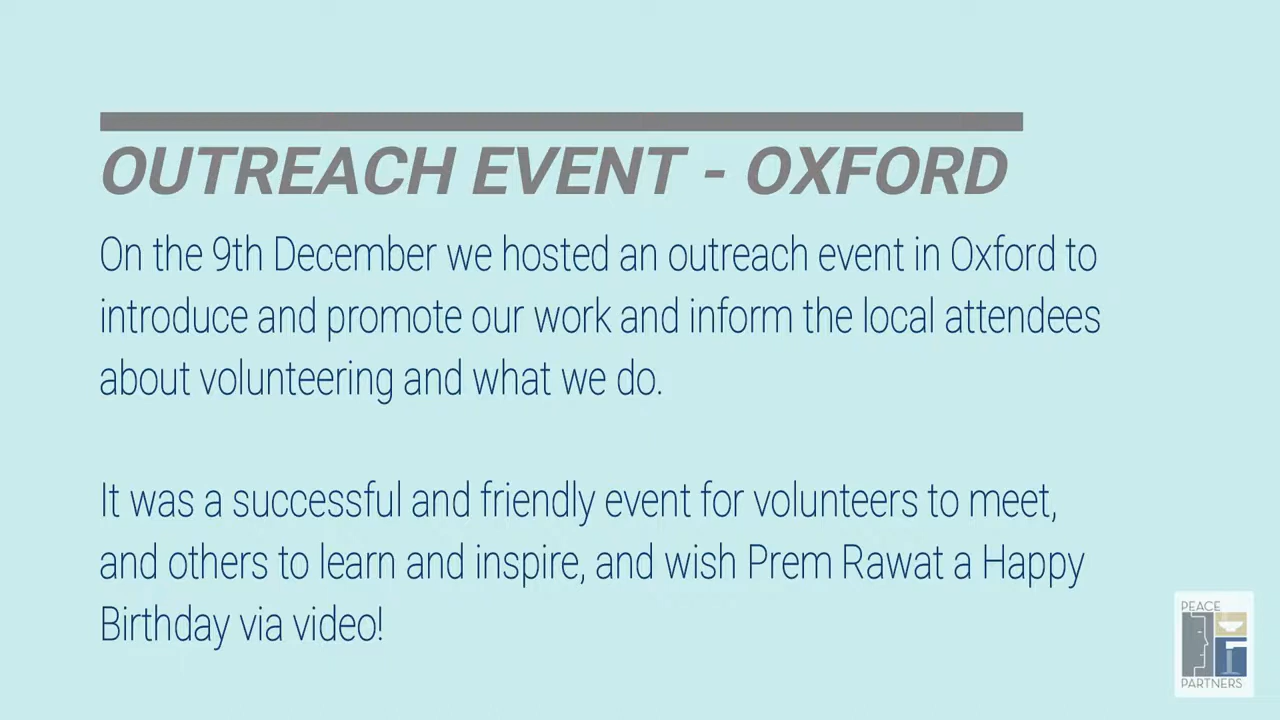 OUTREACH EVENT - OXFORD
On the 9th December we hosted an outreach event in Oxford to
introduce and promote our work and inform the local attendees
about volunteering and what we do.
It was a successful and friendly event for volunteers to meet,
and others to learn and inspire, and wish Prem Rawat a Happy
Birthday via video!
PEACE
PARTNERS